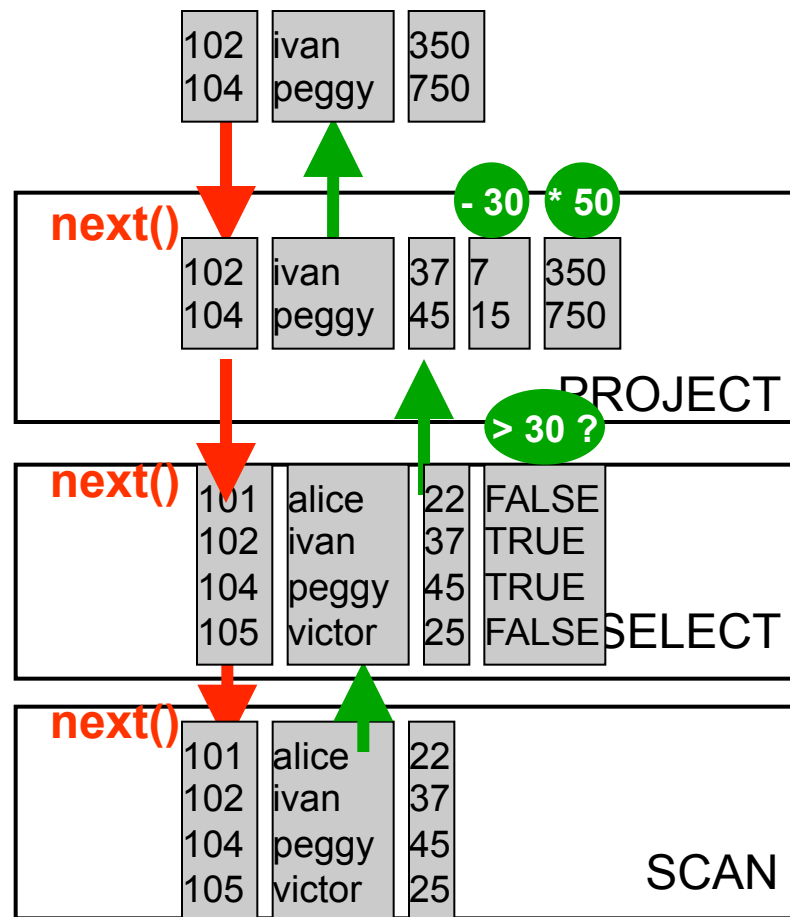 102 ivan 350
104 peggy 750
- 30 * 50
next()
102 ivan 37 7 350
104 peggy 45 15 750
PROJECT
> 30 ?
next()
101 alice 22 FALSE
102 ivan 37 TRUE
104 peggy 45 TRUE
105 victor 25 FALSE
SELECT
next()
101 alice 22
102 ivan 37
104 peggy 45
105 victor 25
SCAN